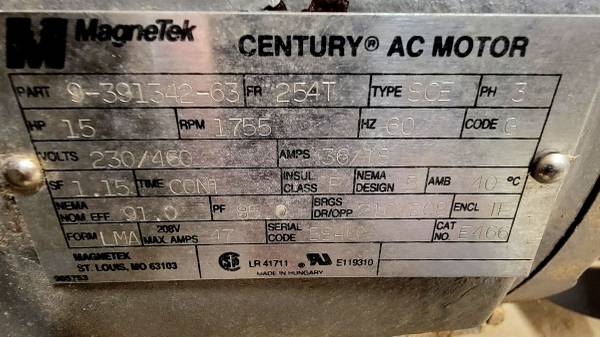 M MagneTek CENTURY® AC MOTOR
PART 9-391342-63 FR 254T TYPE SCE PH 3
HP 15 RPM 1755 HZ 60 CODE G
VOLTS 230/460 AMPS
SF 1.15 TIME CONT INSUL CLASS F NEMA DESIGN AMB 40 °C
NEMA NOM EFF 91.0 PF BRGS DR/OPP ENCL
FORM LMA 208V MAX AMPS 47 SERIAL CODE CAT NO. E466
MAGNETEK
ST. LOUIS, MO 63103
LR 41711 E119310
MADE IN HUNGARY
995753